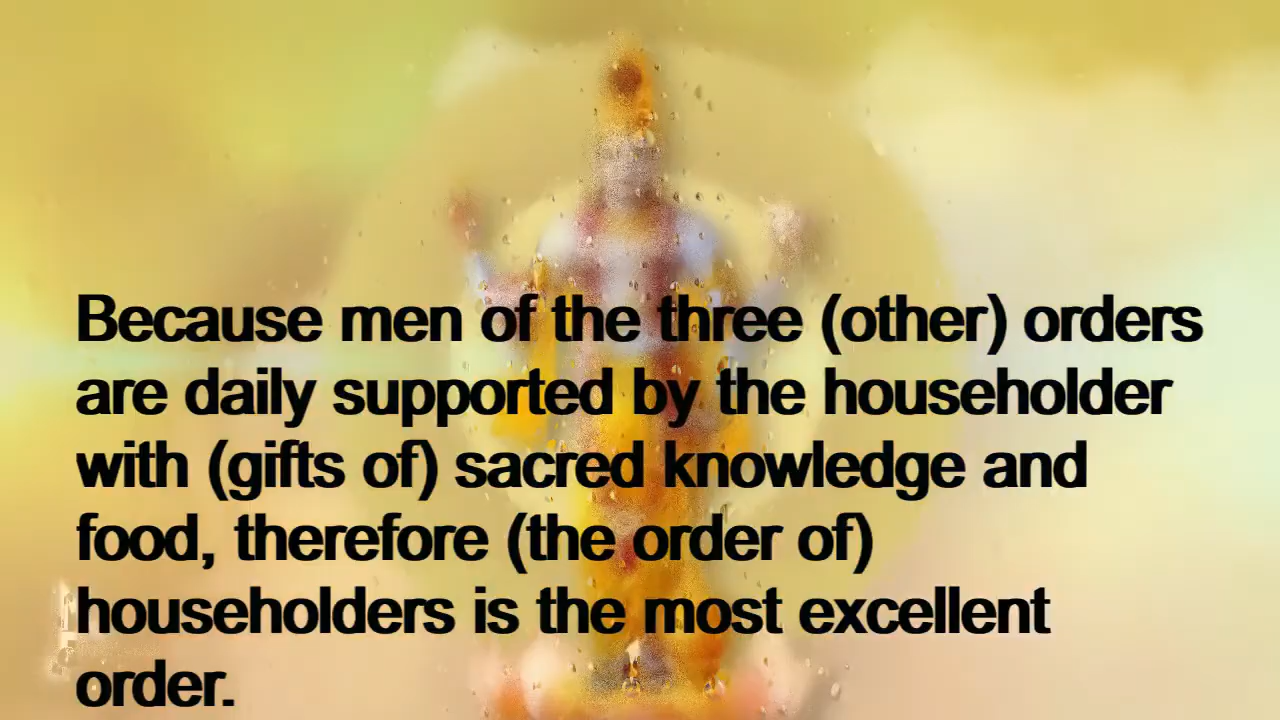 Because men of the three (other) orders
are daily supported by the householder
with (gifts of) sacred knowledge and
food, therefore (the order of)
householders is the most excellent
order.